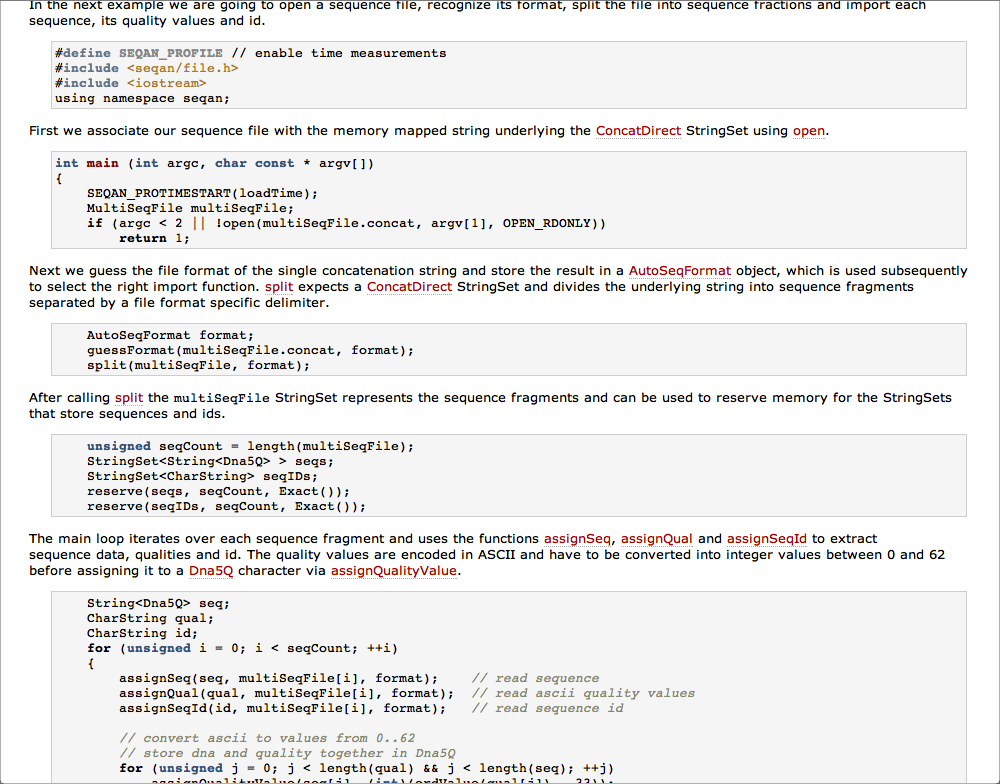 In the next example we are going to open a sequence file, recognize its format, split the file into sequence fractions and import each
sequence, its quality values and id.
#define SEQAN_PROFILE // enable time measurements
#include <seqan/file.h>
#include <iostream>
using namespace seqan;
First we associate our sequence file with the memory mapped string underlying the ConcatDirect StringSet using open.
int main (int argc, char const * argv[])
{
    SEQAN_PROTIMESTART(loadTime);
    MultiSeqFile multiSeqFile;
    if (argc < 2 || !open(multiSeqFile.concat, argv[1], OPEN_RDONLY))
        return 1;
Next we guess the file format of the single concatenation string and store the result in a AutoSeqFormat object, which is used subsequently
to select the right import function. split expects a ConcatDirect StringSet and divides the underlying string into sequence fragments
separated by a file format specific delimiter.
    AutoSeqFormat format;
    guessFormat(multiSeqFile.concat, format);
    split(multiSeqFile, format);
After calling split the multiSeqFile StringSet represents the sequence fragments and can be used to reserve memory for the StringSets
that store sequences and ids.
    unsigned seqCount = length(multiSeqFile);
    StringSet<String<Dna5Q> > seqs;
    StringSet<CharString> seqIDs;
    reserve(seqs, seqCount, Exact());
    reserve(seqIDs, seqCount, Exact());
The main loop iterates over each sequence fragment and uses the functions assignSeq, assignQual and assignSeqId to extract
sequence data, qualities and id. The quality values are encoded in ASCII and have to be converted into integer values between 0 and 62
before assigning it to a Dna5Q character via assignQualityValue.
    String<Dna5Q> seq;
    CharString qual;
    CharString id;
    for (unsigned i = 0; i < seqCount; ++i)
    {
        assignSeq(seq, multiSeqFile[i], format);    // read sequence
        assignQual(qual, multiSeqFile[i], format);  // read ascii quality values
        assignSeqId(id, multiSeqFile[i], format);   // read sequence id
        // convert ascii to values from 0..62
        // store dna and quality together in Dna5Q
        for (unsigned j = 0; j < length(qual) && j < length(seq); ++j)
            assignQualityValue(seq[j], (int)(ordValue(qual[j]) - 33));